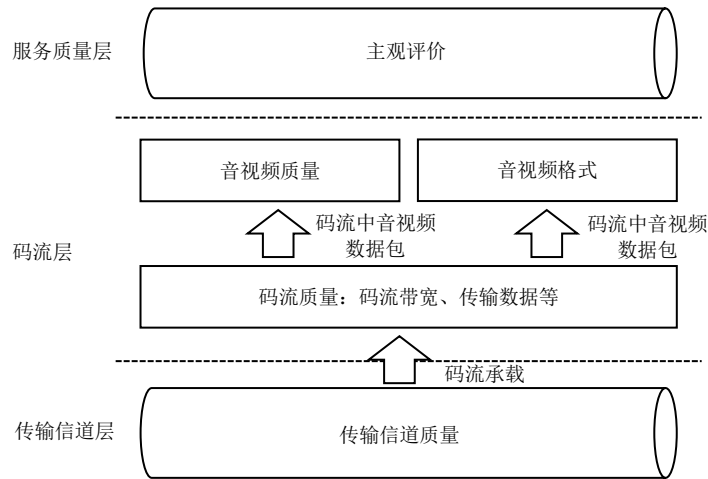 服务质量层
主观评价
音视频质量
音视频格式
码流中音视频
数据包
码流中音视频
数据包
码流层
码流质量：码流带宽、传输数据等
码流承载
传输信道层
传输信道质量